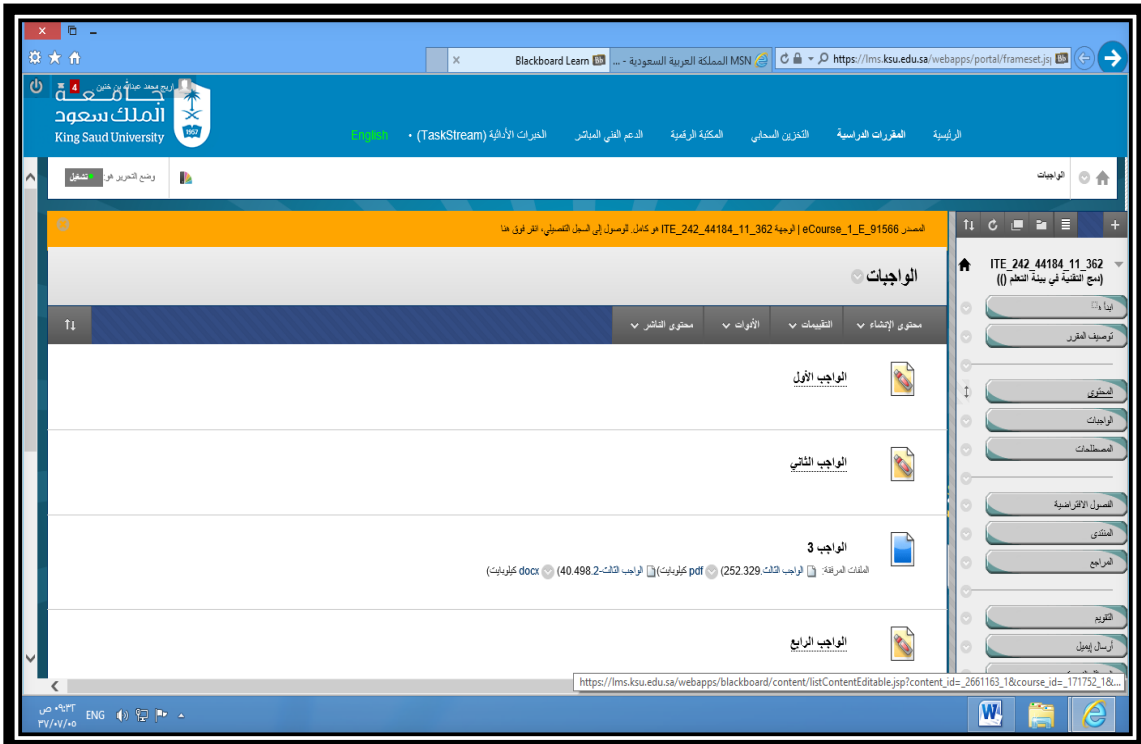 https://lms.ksu.edu.sa/webapps/portal/frameset.jsj
MSN المملكة العربية السعودية - ...
Blackboard Learn
4
جامعة
الملك سعود
King Saud University
1957
الرئيسية
المقررات الدراسية
التخزين السحابي
المكتبة الرقمية
الدعم الفني المباشر
الخبرات الأدائية (TaskStream)
English
الواجبات
وضع التحرير هو: تشغيل
المصدر eCourse_1_E_91566 | الوجهة ITE_242_44184_11_362 هو كامل. للوصول إلى السجل التفصيلي، انقر فوق هنا
ITE_242_44184_11_362
(دمج التقنية في بيئة التعلم ())
توصيف المقرر
المحتوى
الواجبات
المصطلحات
الفصول الافتراضية
المنتدى
المراجع
التقويم
أرسال إيميل
الواجبات
محتوى الإنشاء
التقييمات
الأدوات
محتوى الناشر
الواجب الأول
الواجب الثاني
الواجب 3
الملفات المرفقة: الواجب الثالث.pdf (252.329 كيلوبايت) الواجب الثالث-2.docx (40.498 كيلوبايت)
الواجب الرابع
https://lms.ksu.edu.sa/webapps/blackboard/content/listContentEditable.jsp?content_id=_2661163_1&course_id=_171752_1&...
ENG
٠٩:٣٦ ص
٣٧/٠٧/٠٥